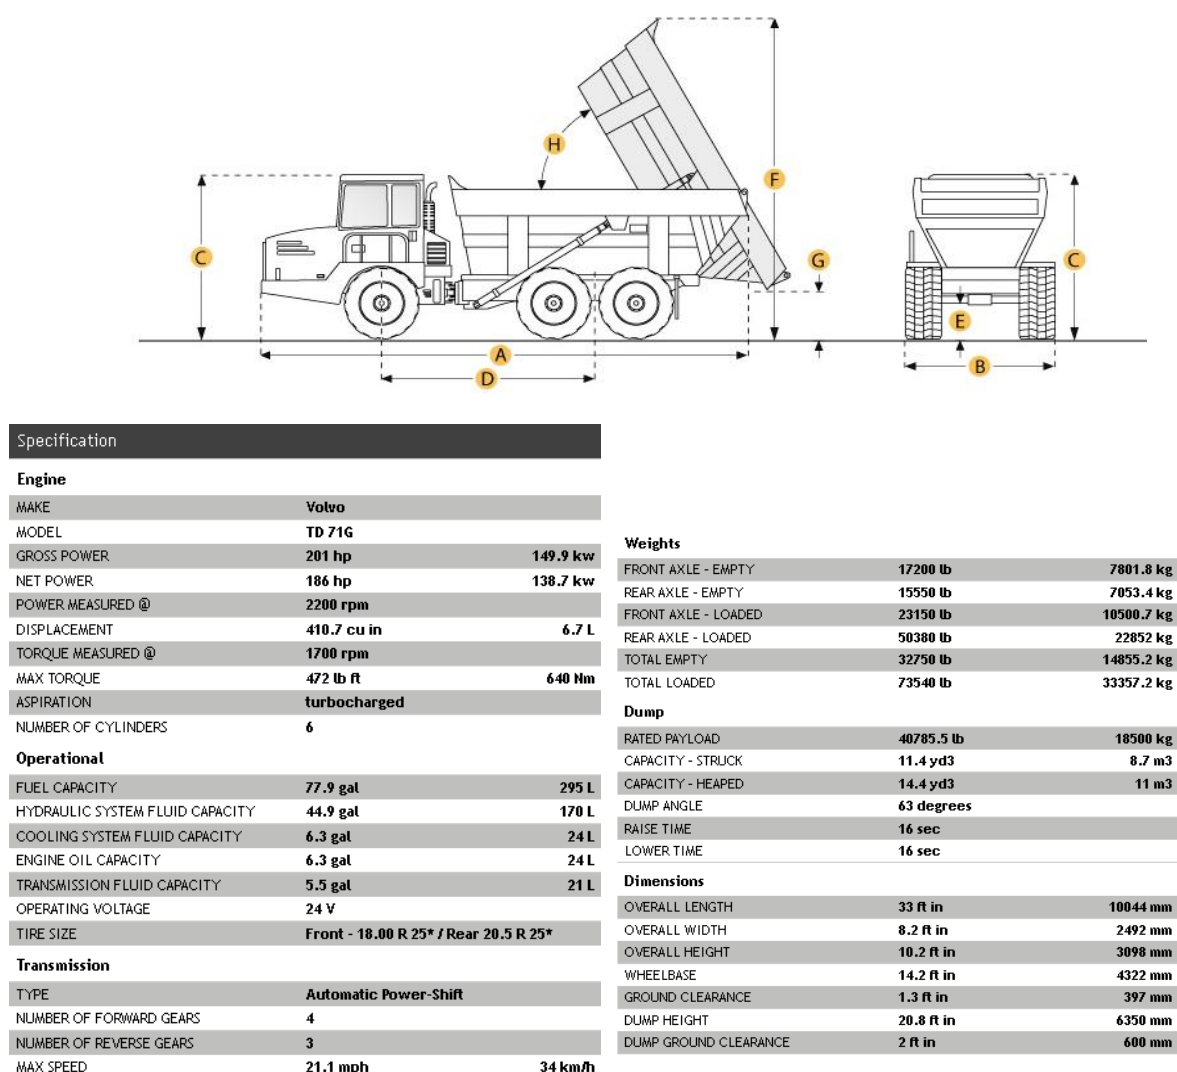 H
F
C
G
C
E
A
D
B
Specification
Engine
MAKE Volvo
MODEL TD 71G
GROSS POWER 201 hp 149.9 kw
NET POWER 186 hp 138.7 kw
POWER MEASURED @ 2200 rpm
DISPLACEMENT 410.7 cu in 6.7 L
TORQUE MEASURED @ 1700 rpm
MAX TORQUE 472 lb ft 640 Nm
ASPIRATION turbocharged
NUMBER OF CYLINDERS 6
Operational
FUEL CAPACITY 77.9 gal 295 L
HYDRAULIC SYSTEM FLUID CAPACITY 44.9 gal 170 L
COOLING SYSTEM FLUID CAPACITY 6.3 gal 24 L
ENGINE OIL CAPACITY 6.3 gal 24 L
TRANSMISSION FLUID CAPACITY 5.5 gal 21 L
OPERATING VOLTAGE 24 V
TIRE SIZE Front - 18.00 R 25* / Rear 20.5 R 25*
Transmission
TYPE Automatic Power-Shift
NUMBER OF FORWARD GEARS 4
NUMBER OF REVERSE GEARS 3
MAX SPEED 21.1 mph 34 km/h
Weights
FRONT AXLE - EMPTY 17200 lb 7801.8 kg
REAR AXLE - EMPTY 15550 lb 7053.4 kg
FRONT AXLE - LOADED 23150 lb 10500.7 kg
REAR AXLE - LOADED 50380 lb 22852 kg
TOTAL EMPTY 32750 lb 14855.2 kg
TOTAL LOADED 73540 lb 33357.2 kg
Dump
RATED PAYLOAD 40785.5 lb 18500 kg
CAPACITY - STRUCK 11.4 yd3 8.7 m3
CAPACITY - HEAPED 14.4 yd3 11 m3
DUMP ANGLE 63 degrees
RAISE TIME 16 sec
LOWER TIME 16 sec
Dimensions
OVERALL LENGTH 33 ft in 10044 mm
OVERALL WIDTH 8.2 ft in 2492 mm
OVERALL HEIGHT 10.2 ft in 3098 mm
WHEELBASE 14.2 ft in 4322 mm
GROUND CLEARANCE 1.3 ft in 397 mm
DUMP HEIGHT 20.8 ft in 6350 mm
DUMP GROUND CLEARANCE 2 ft in 600 mm